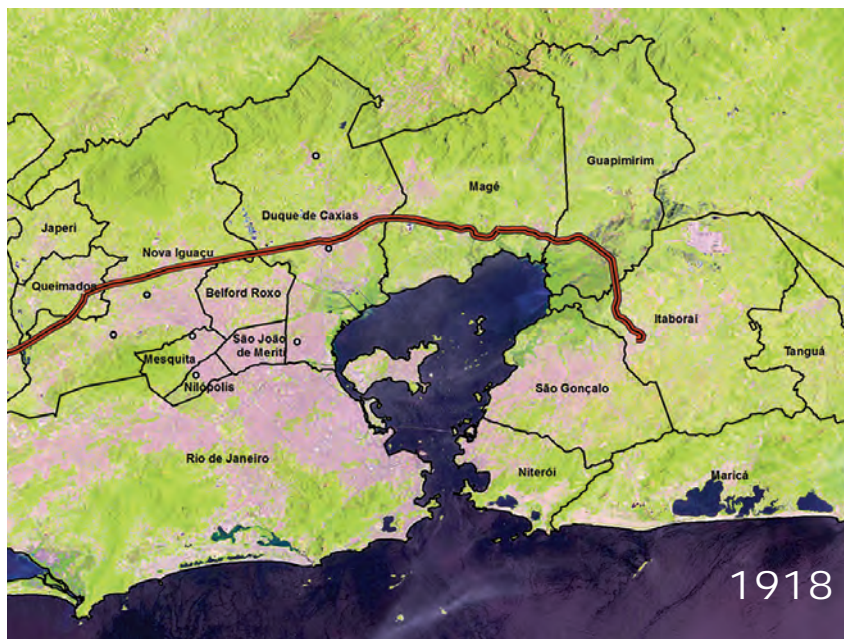 Guapimirim
Magé
Duque de Caxias
Japeri
Nova Iguaçu
Queimados
Belford Roxo
Itaboraí
São João
de Meriti
Mesquita
Tanguá
Nilópolis
São Gonçalo
Rio de Janeiro
Niterói
Maricá
1918